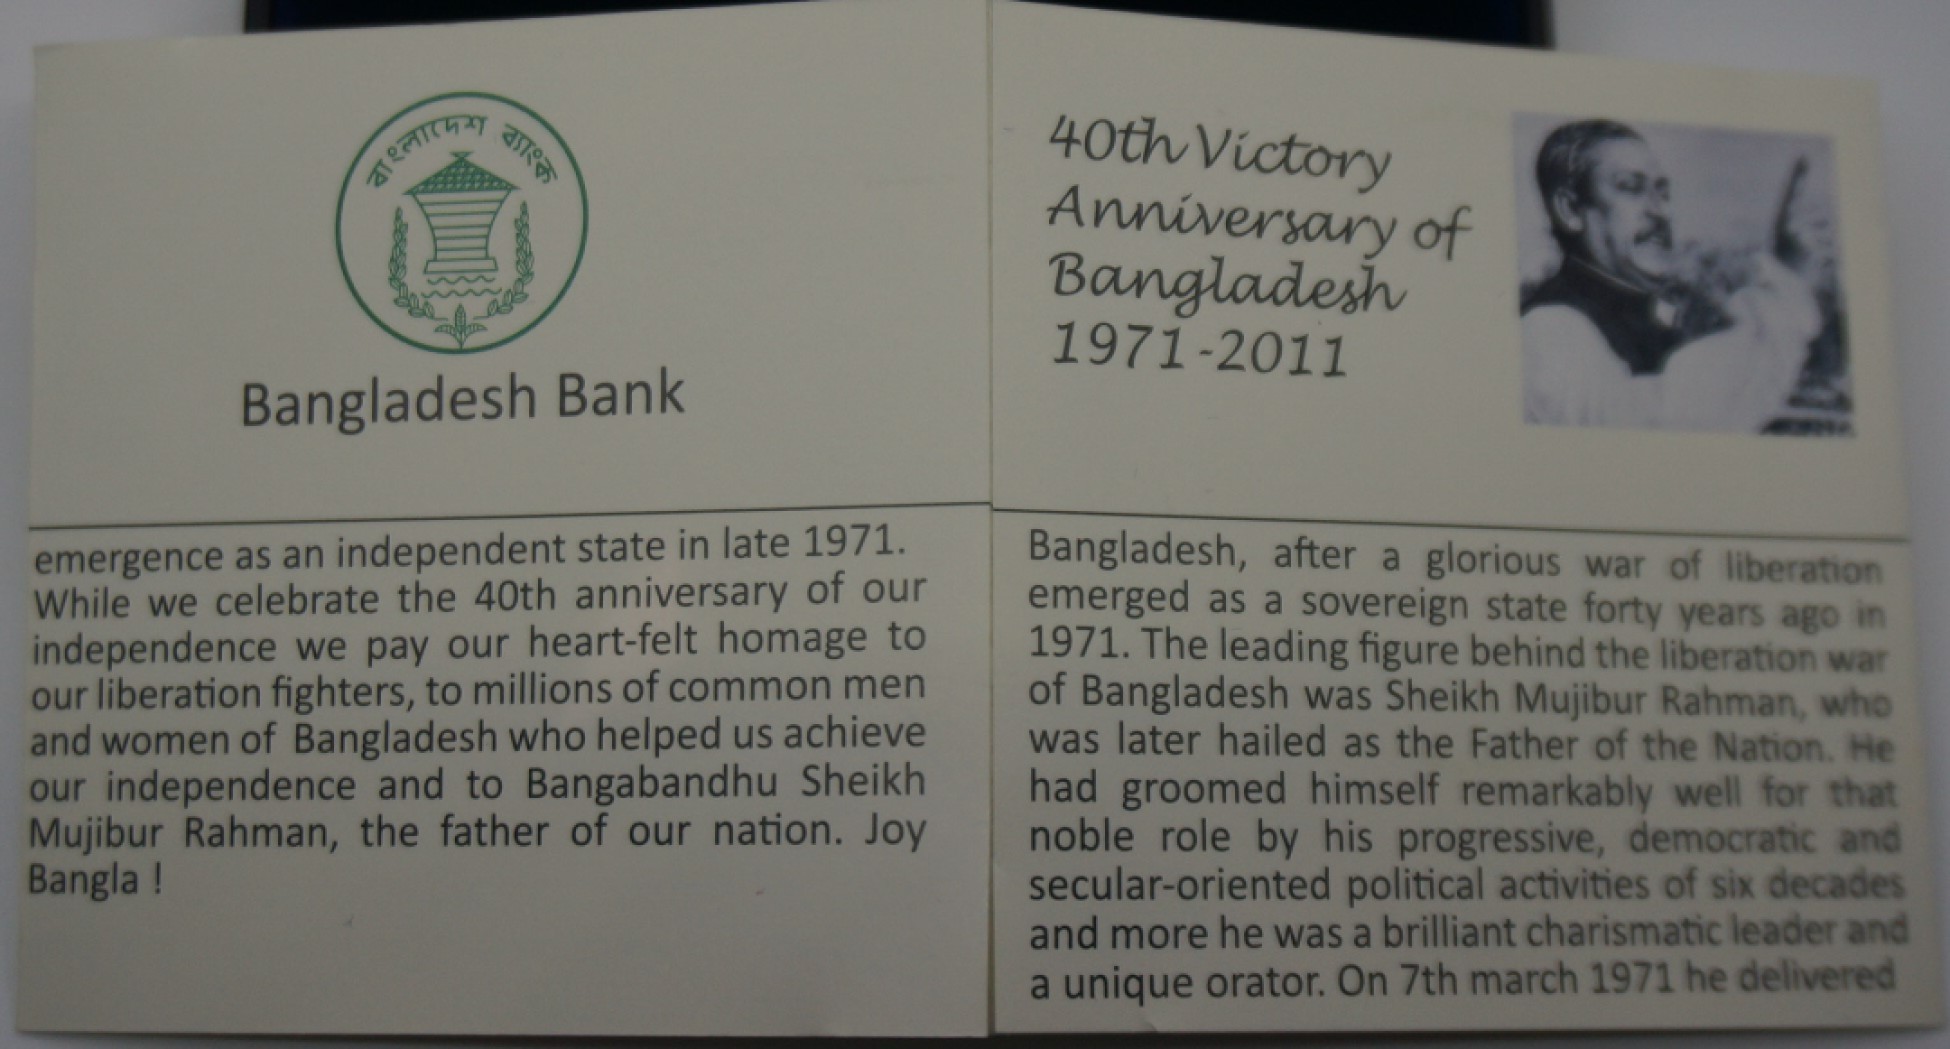 বাংলাদেশ ব্যাংক
Bangladesh Bank
emergence as an independent state in late 1971.
While we celebrate the 40th anniversary of our
independence we pay our heart-felt homage to
our liberation fighters, to millions of common men
and women of Bangladesh who helped us achieve
our independence and to Bangabandhu Sheikh
Mujibur Rahman, the father of our nation. Joy
Bangla !
40th Victory
Anniversary of
Bangladesh
1971-2011
Bangladesh, after a glorious war of liberation
emerged as a sovereign state forty years ago in
1971. The leading figure behind the liberation war
of Bangladesh was Sheikh Mujibur Rahman, who
was later hailed as the Father of the Nation. He
had groomed himself remarkably well for that
noble role by his progressive, democratic and
secular-oriented political activities of six decades
and more he was a brilliant charismatic leader and
a unique orator. On 7th march 1971 he delivered